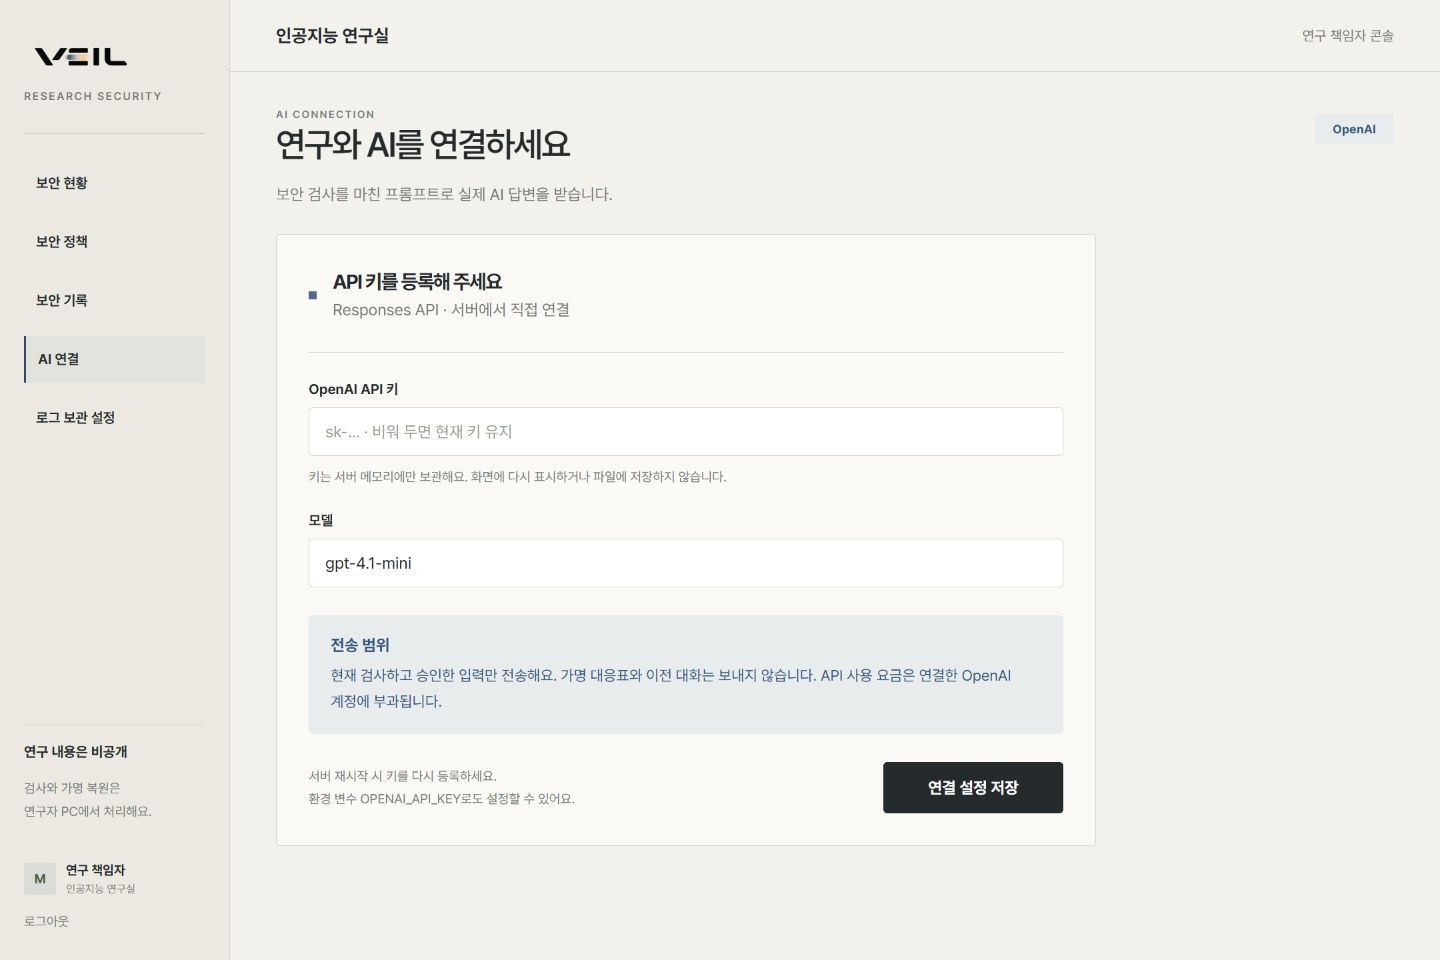 VEIL
RESEARCH SECURITY
보안 현황
보안 정책
보안 기록
AI 연결
로그 보관 설정
연구 내용은 비공개
검사와 가명 복원은
연구자 PC에서 처리해요.
M
연구 책임자
인공지능 연구실
로그아웃
인공지능 연구실
연구 책임자 콘솔
AI CONNECTION
연구와 AI를 연결하세요
OpenAI
보안 검사를 마친 프롬프트로 실제 AI 답변을 받습니다.
API 키를 등록해 주세요
Responses API · 서버에서 직접 연결
OpenAI API 키
sk-... · 비워 두면 현재 키 유지
키는 서버 메모리에만 보관해요. 화면에 다시 표시하거나 파일에 저장하지 않습니다.
모델
gpt-4.1-mini
전송 범위
현재 검사하고 승인한 입력만 전송해요. 가명 대응표와 이전 대화는 보내지 않습니다. API 사용 요금은 연결한 OpenAI
계정에 부과됩니다.
서버 재시작 시 키를 다시 등록하세요.
환경 변수 OPENAI_API_KEY로도 설정할 수 있어요.
연결 설정 저장